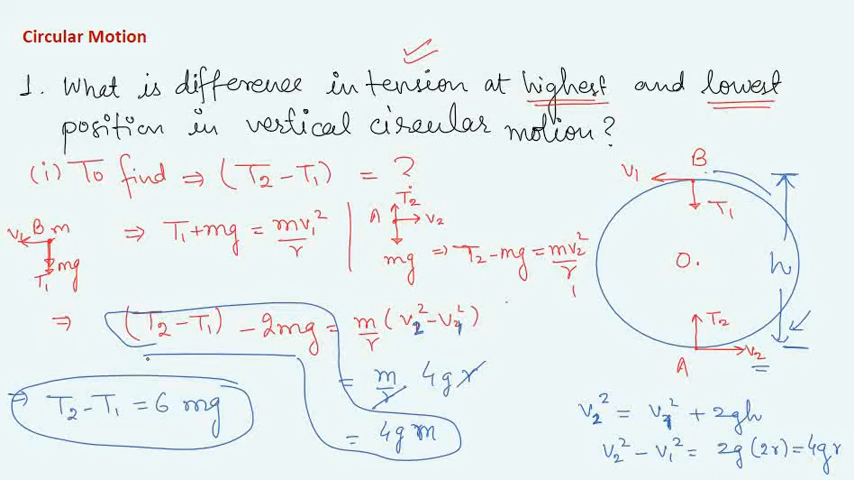 Circular Motion
1. What is difference in tension at highest and lowest
position in vertical circular motion?
(i) To find ⇒ (T₂ - T₁) = ?
V₁ B m
mg
T₁
⇒ T₁ + mg = mv₁²/r
T₂
A V₂
mg ⇒ T₂ - mg = mv₂²/r
⇒ (T₂ - T₁) - 2mg = m/r (v₂² - v₁²)
= m/r · 4gr
= 4gm
⇒ T₂ - T₁ = 6 mg
B
V₁
T₁
O.
h
T₂
A
V₂
v₂² = v₁² + 2gh
v₂² - v₁² = 2g(2r) = 4gr